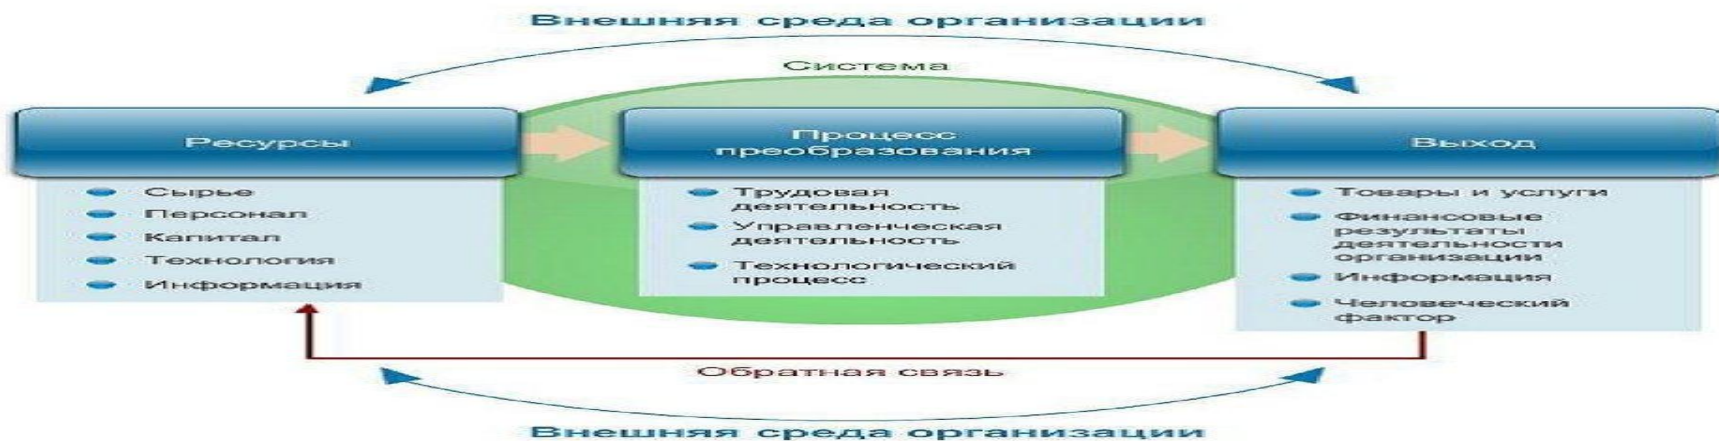 Внешняя среда организации
Система
Ресурсы
Сырье
Персонал
Капитал
Технология
Информация
Процесс
преобразования
Трудовая
деятельность
Управленческая
деятельность
Технологический
процесс
Выход
Товары и услуги
Финансовые
результаты
деятельности
организации
Информация
Человеческий
фактор
Обратная связь
Внешняя среда организации